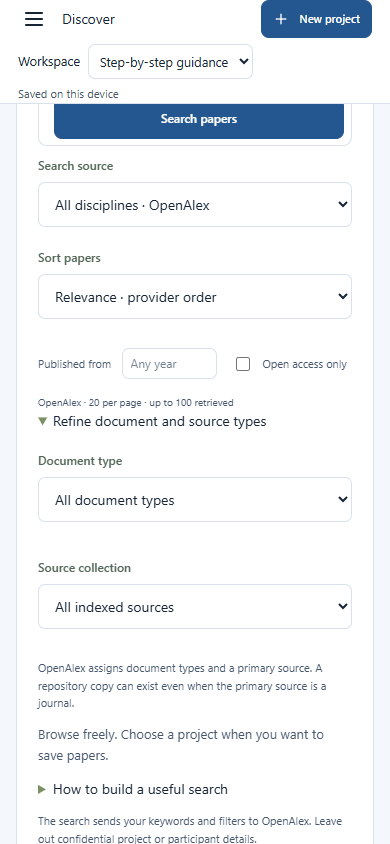 Discover
+ New project
Workspace
Step-by-step guidance
Saved on this device
Search papers
Search source
All disciplines · OpenAlex
Sort papers
Relevance · provider order
Published from
Any year
Open access only
OpenAlex · 20 per page · up to 100 retrieved
Refine document and source types
Document type
All document types
Source collection
All indexed sources
OpenAlex assigns document types and a primary source. A
repository copy can exist even when the primary source is a
journal.
Browse freely. Choose a project when you want to
save papers.
How to build a useful search
The search sends your keywords and filters to OpenAlex. Leave
out confidential project or participant details.